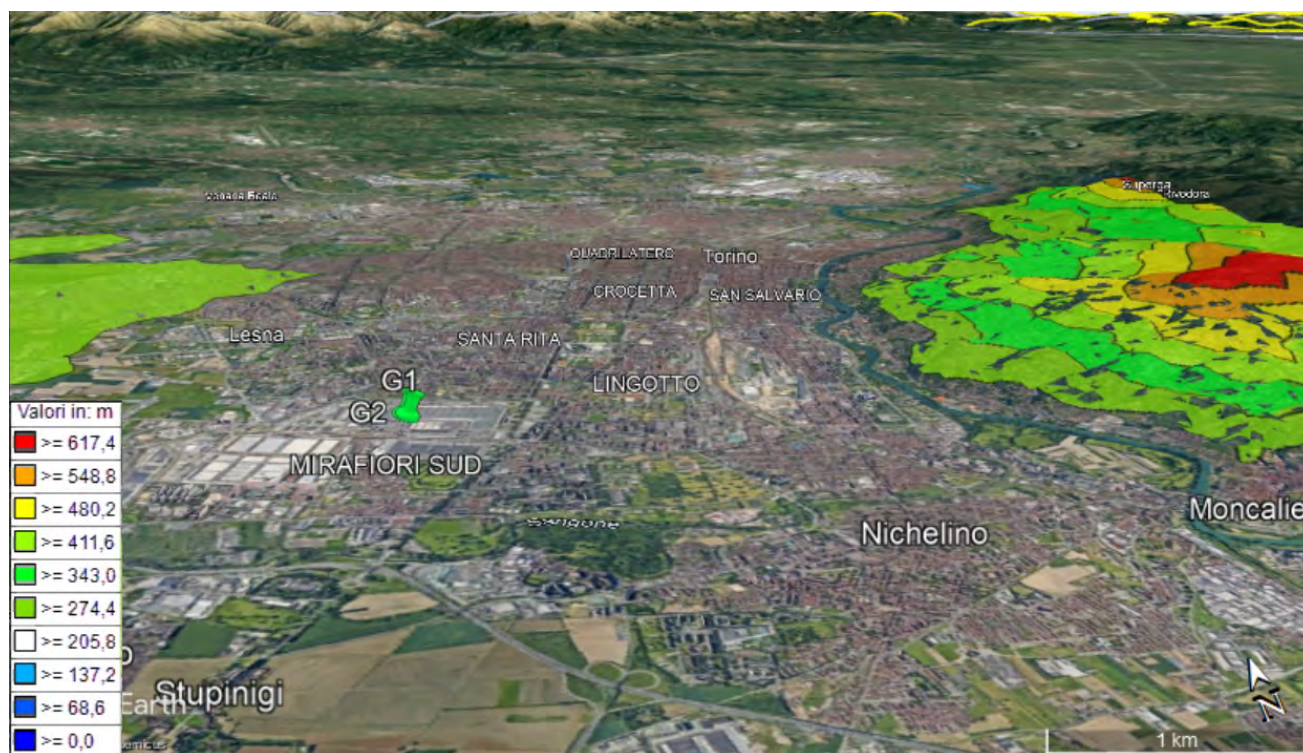 Superga
Rivodora
QUADRILATERO
Torino
CROCETTA
SAN SALVARIO
Lesna
SANTA RITA
G1
LINGOTTO
G2
Valori in: m
>= 617,4
>= 548,8
>= 480,2
>= 411,6
>= 343,0
>= 274,4
>= 205,8
>= 137,2
>= 68,6
>= 0,0
MIRAFIORI SUD
Moncalie
Nichelino
Stupinigi
Earth
N
1 km